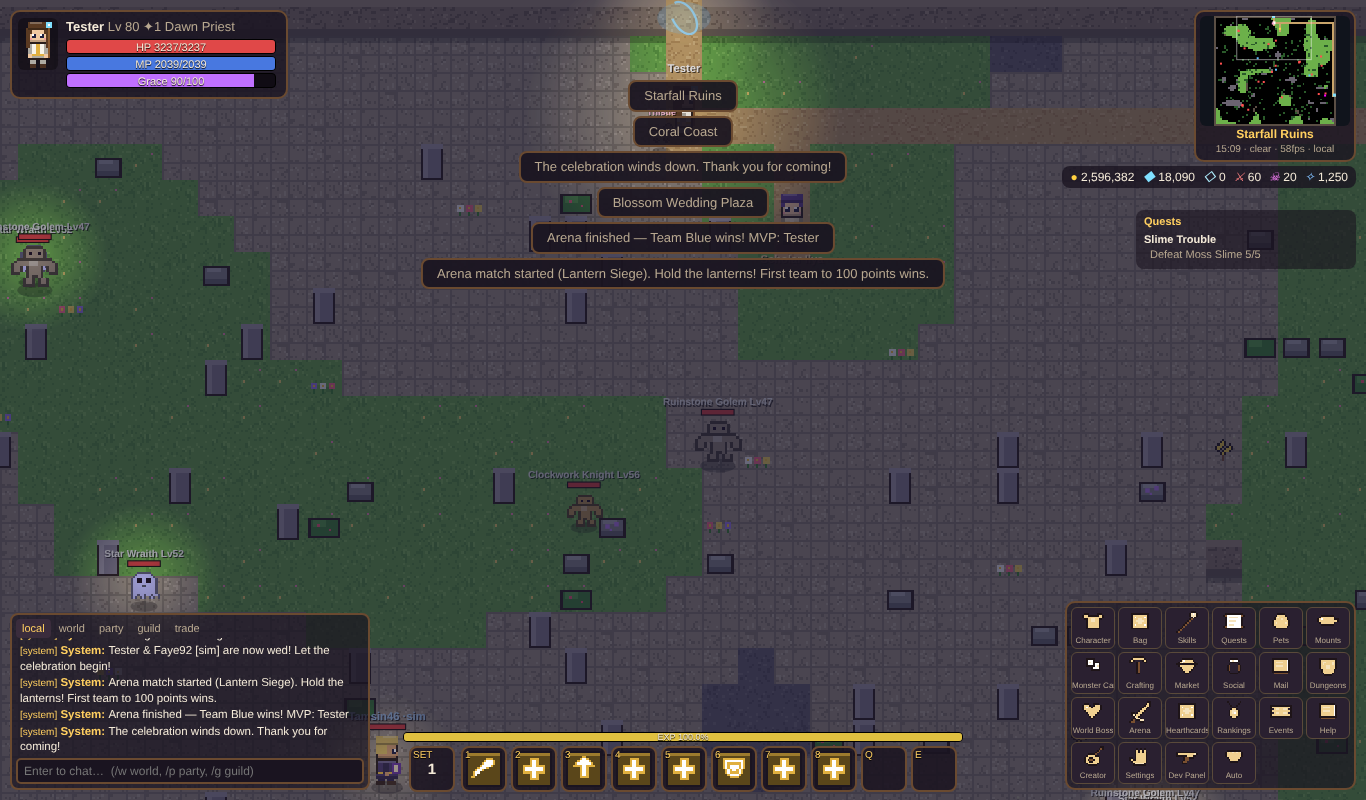 Tester Lv 80 ✦1 Dawn Priest
HP 3237/3237
MP 2039/2039
Grace 90/100
Tester
Starfall Ruins
Coral Coast
The celebration winds down. Thank you for coming!
Blossom Wedding Plaza
Arena finished — Team Blue wins! MVP: Tester
Arena match started (Lantern Siege). Hold the lanterns! First team to 100 points wins.
Starfall Ruins
15:09 · clear · 58fps · local
2,596,382 18,090 0 60 20 1,250
Quests
Slime Trouble
Defeat Moss Slime 5/5
Ruinstone Golem Lv47
Clockwork Knight Lv56
Star Wraith Lv52
local world party guild trade
[system] System: Tester & Faye92 [sim] are now wed! Let the
celebration begin!
[system] System: Arena match started (Lantern Siege). Hold the
lanterns! First team to 100 points wins.
[system] System: Arena finished — Team Blue wins! MVP: Tester
[system] System: The celebration winds down. Thank you for
coming!
Enter to chat… (/w world, /p party, /g guild)
EXP 100.0%
SET
1
1 2 3 4 5 6 7 8 Q E
Character Bag Skills Quests Pets Mounts
Monster Ca Crafting Market Social Mail Dungeons
World Boss Arena Heartcards Rankings Events Help
Creator Settings Dev Panel Auto
Ruinstone Golem Lv47